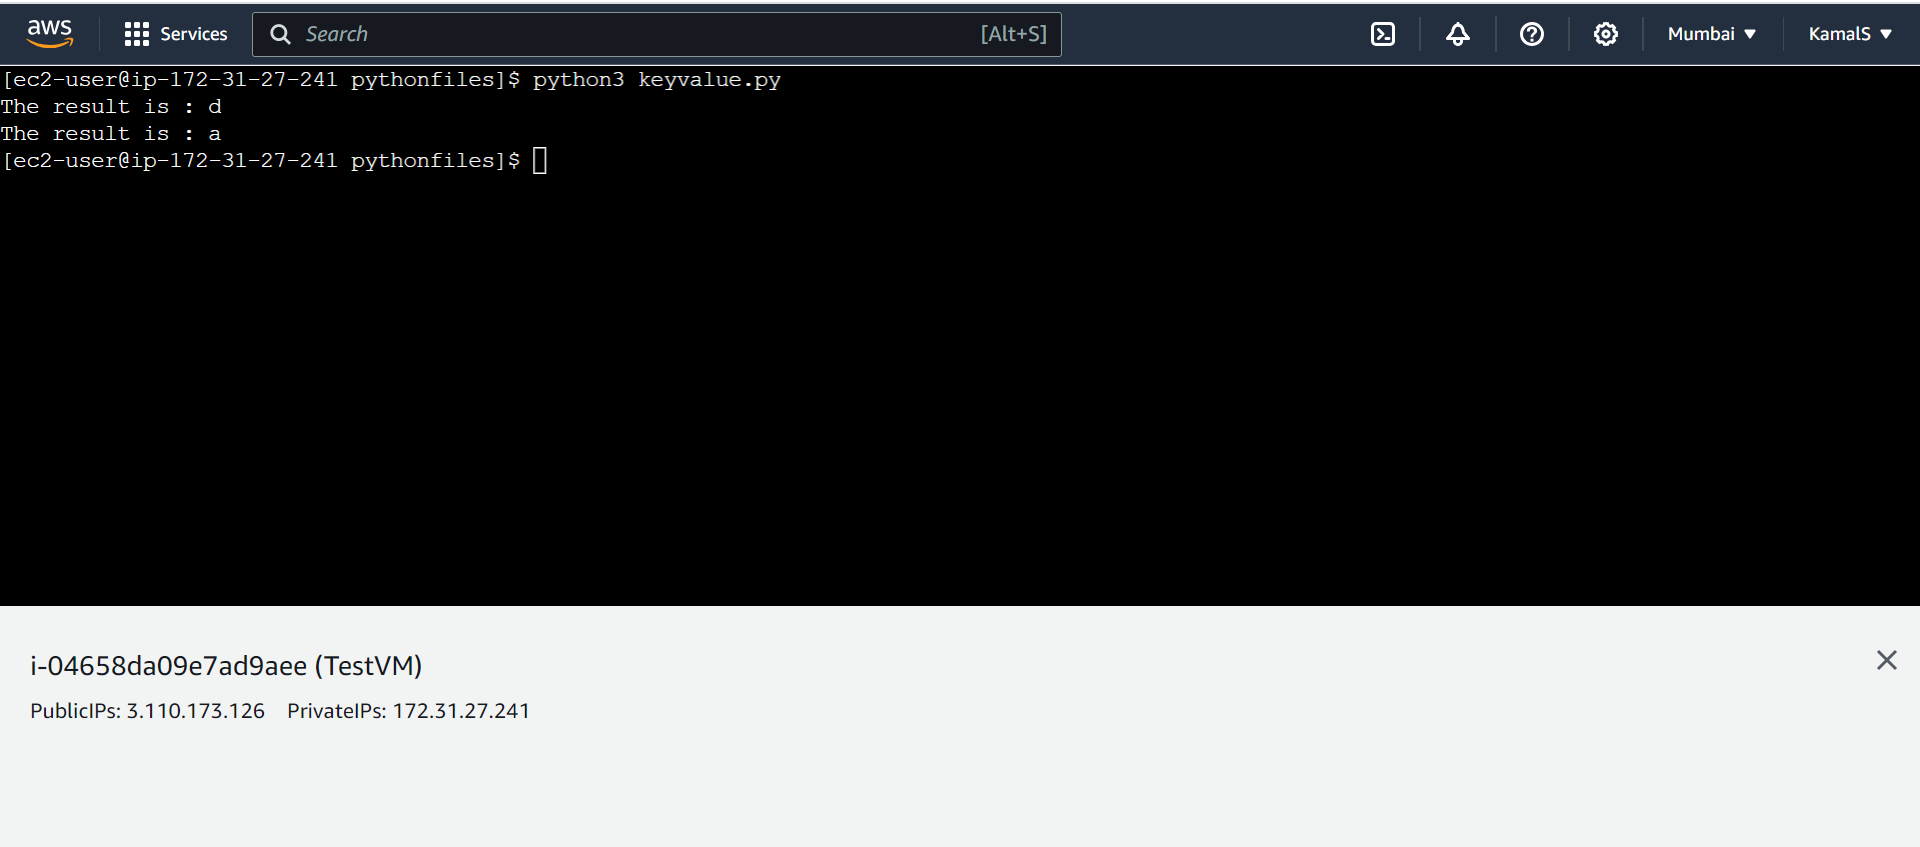 aws Services Search [Alt+S] Mumbai KamalS
[ec2-user@ip-172-31-27-241 pythonfiles]$ python3 keyvalue.py
The result is : d
The result is : a
[ec2-user@ip-172-31-27-241 pythonfiles]$
i-04658da09e7ad9aee (TestVM)
PublicIPs: 3.110.173.126 PrivateIPs: 172.31.27.241